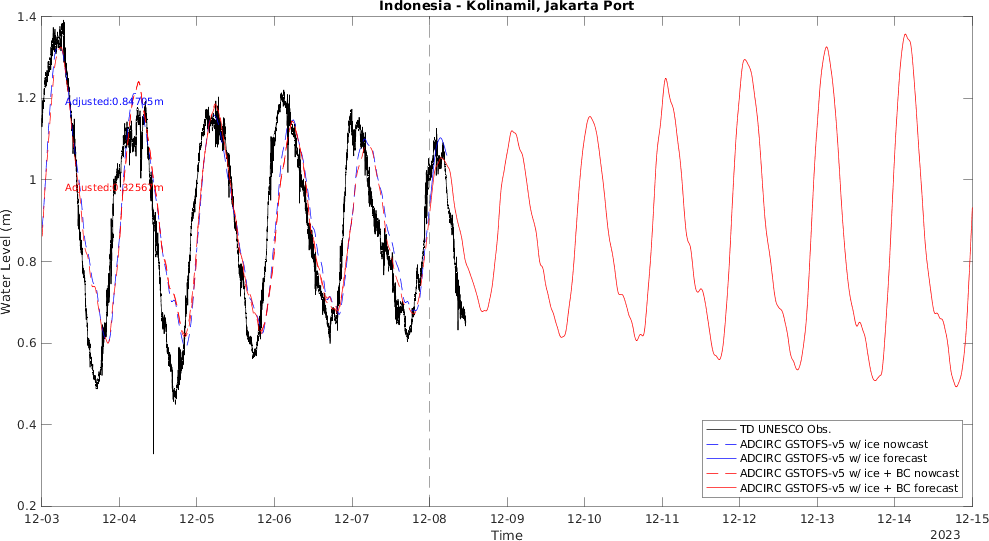 Indonesia - Kolinamil, Jakarta Port
1.4
1.2
1
0.8
0.6
0.4
0.2
Water Level (m)
Adjusted:0.84705m
TD UNESCO Obs.
ADCIRC GSTOFS-v5 w/ ice nowcast
ADCIRC GSTOFS-v5 w/ ice forecast
ADCIRC GSTOFS-v5 w/ ice + BC nowcast
ADCIRC GSTOFS-v5 w/ ice + BC forecast
12-03 12-04 12-05 12-06 12-07 12-08 12-09 12-10 12-11 12-12 12-13 12-14 12-15
Time
2023